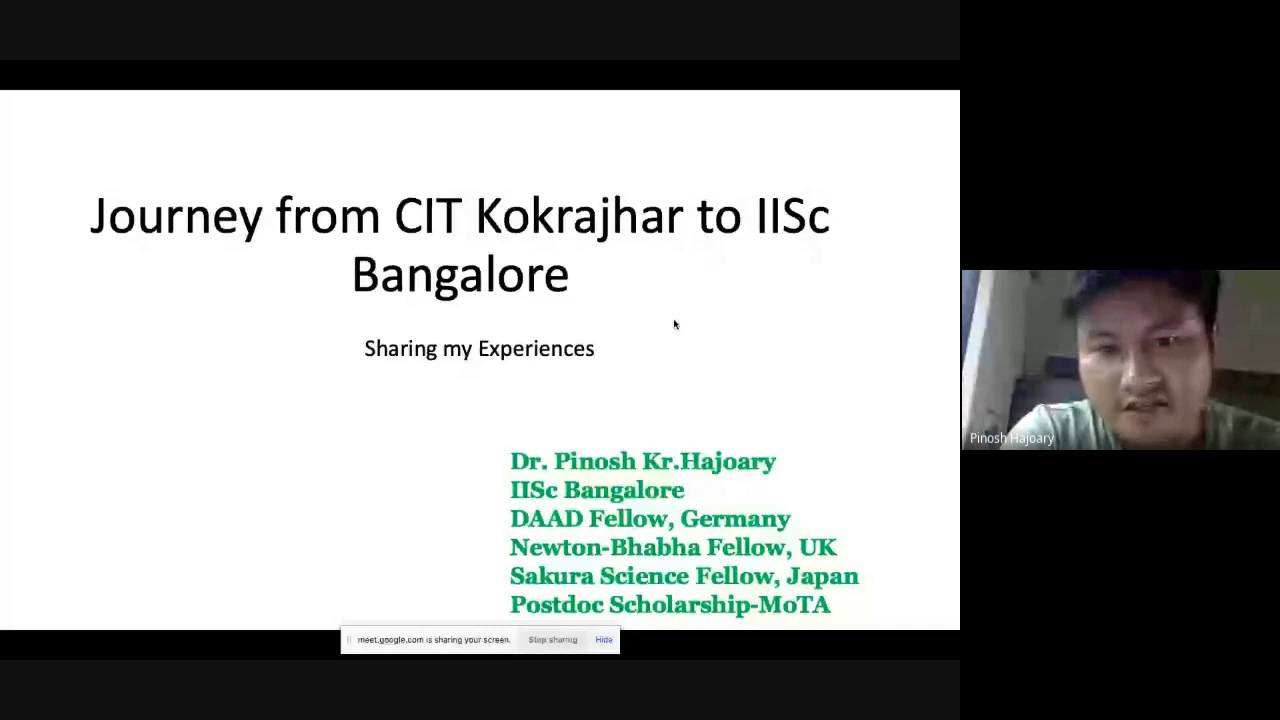 Journey from CIT Kokrajhar to IISc
Bangalore
Sharing my Experiences
Dr. Pinosh Kr.Hajoary
IISc Bangalore
DAAD Fellow, Germany
Newton-Bhabha Fellow, UK
Sakura Science Fellow, Japan
Postdoc Scholarship-MoTA
meet.google.com is sharing your screen. Stop sharing Hide
Pinosh Hajoary